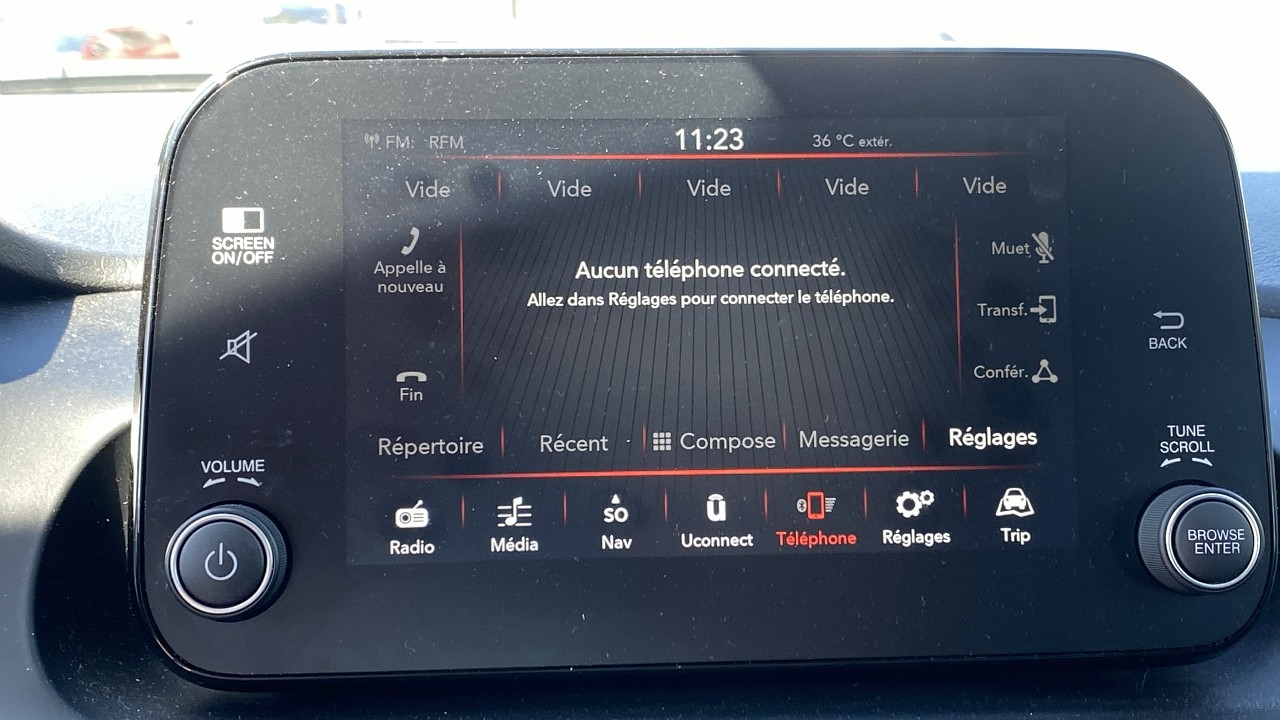 FM: RFM 11:23 36 °C extér.
Vide Vide Vide Vide Vide
SCREEN
ON/OFF
Appelle à
nouveau
Aucun téléphone connecté.
Allez dans Réglages pour connecter le téléphone.
Muet
Transf.
Confér.
BACK
Fin
Répertoire Récent Compose Messagerie Réglages
VOLUME
TUNE
SCROLL
SO
Radio Média Nav Uconnect Téléphone Réglages Trip
BROWSE
ENTER